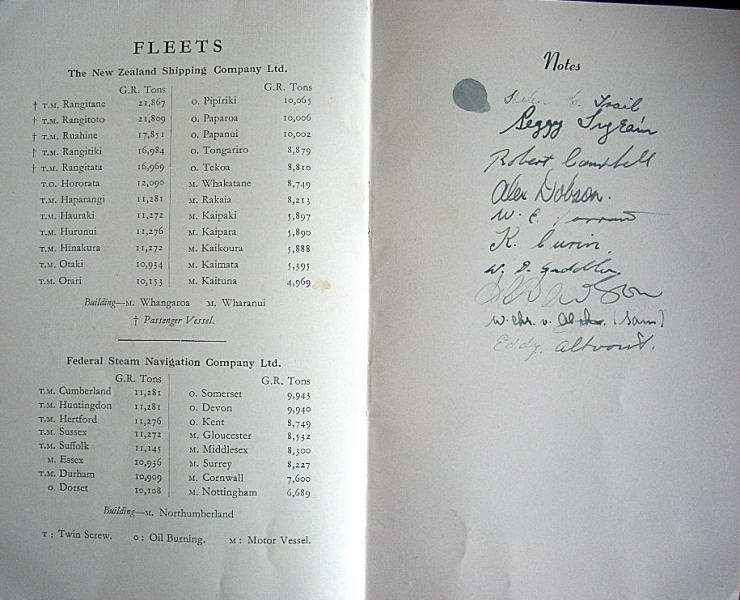 FLEETS
The New Zealand Shipping Company Ltd.
G.R. Tons
† T.M. Rangitane 21,867
† T.M. Rangitoto 21,809
† T.M. Ruahine 17,851
† T.M. Rangitiki 16,984
† T.M. Rangitata 16,969
T.O. Hororata 12,090
T.M. Haparangi 11,281
T.M. Hauraki 11,272
T.M. Hurunui 11,276
T.M. Hinakura 11,272
T.M. Otaki 10,934
T.M. Orari 10,153
G.R. Tons
O. Pipiriki 10,065
O. Paparoa 10,006
O. Papanui 10,002
O. Tongariro 8,879
O. Tekoa 8,810
M. Whakatane 8,749
M. Rakaia 8,213
M. Kaipaki 5,897
M. Kaipara 5,890
M. Kaikoura 5,888
M. Kaimata 5,395
M. Kaituna 4,969
Building—M. Whangaroa M. Wharanui
† Passenger Vessel.
Federal Steam Navigation Company Ltd.
G.R. Tons
T.M. Cumberland 11,281
T.M. Huntingdon 11,281
T.M. Hertford 11,276
T.M. Sussex 11,272
T.M. Suffolk 11,145
M. Essex 10,936
T.M. Durham 10,909
O. Dorset 10,108
G.R. Tons
O. Somerset 9,943
O. Devon 9,940
O. Kent 8,749
M. Gloucester 8,532
M. Middlesex 8,300
M. Surrey 8,227
M. Cornwall 7,600
M. Nottingham 6,689
Building—M. Northumberland
T : Twin Screw. O : Oil Burning. M : Motor Vessel.
Notes
Trail
Peggy Ingram
Robert Campbell
Alex Dobson.
W. E.
K. Curin.
W. D.
W. Chr. v. (Sam)
Eddy.